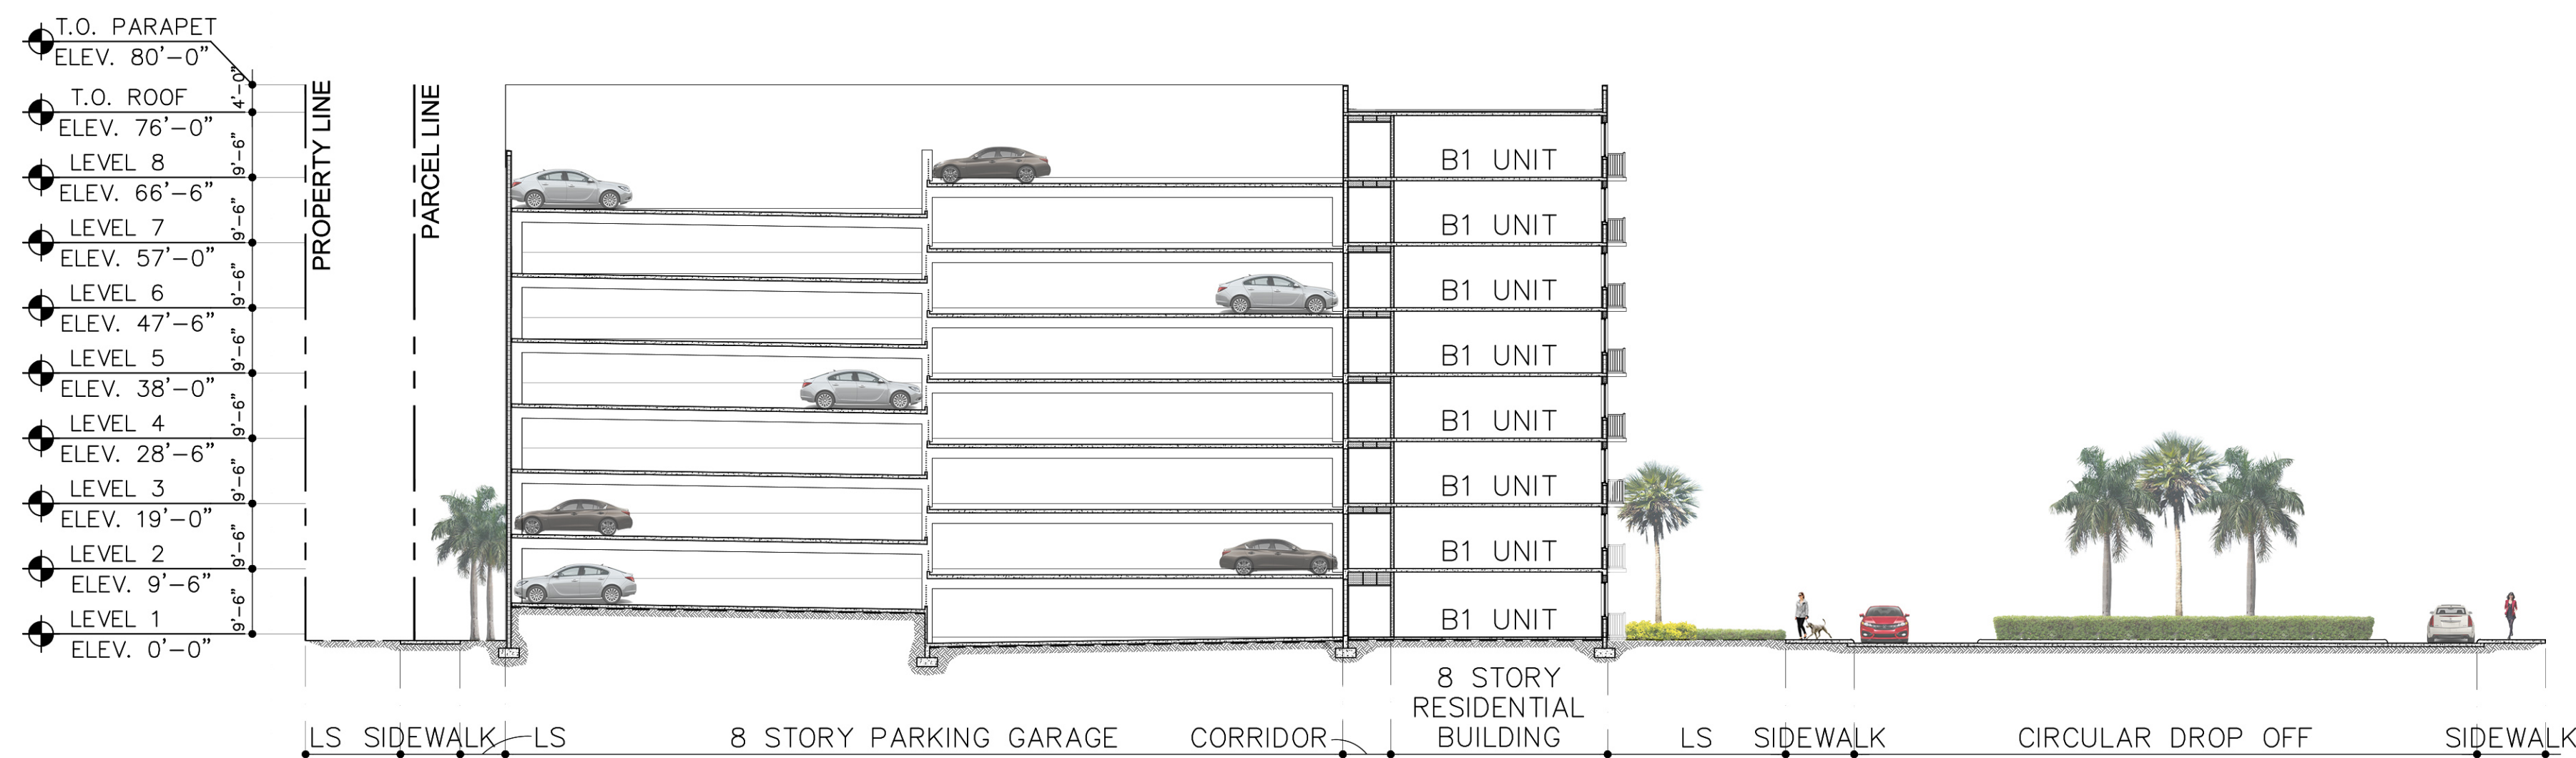 T.O. PARAPET
ELEV. 80'-0"
4'-0"
T.O. ROOF
ELEV. 76'-0"
9'-6"
LEVEL 8
ELEV. 66'-6"
9'-6"
LEVEL 7
ELEV. 57'-0"
9'-6"
LEVEL 6
ELEV. 47'-6"
9'-6"
LEVEL 5
ELEV. 38'-0"
9'-6"
LEVEL 4
ELEV. 28'-6"
9'-6"
LEVEL 3
ELEV. 19'-0"
9'-6"
LEVEL 2
ELEV. 9'-6"
9'-6"
LEVEL 1
ELEV. 0'-0"
PROPERTY LINE
PARCEL LINE
B1 UNIT
B1 UNIT
B1 UNIT
B1 UNIT
B1 UNIT
B1 UNIT
B1 UNIT
B1 UNIT
LS
SIDEWALK
LS
8 STORY PARKING GARAGE
CORRIDOR
8 STORY
RESIDENTIAL
BUILDING
LS
SIDEWALK
CIRCULAR DROP OFF
SIDEWALK